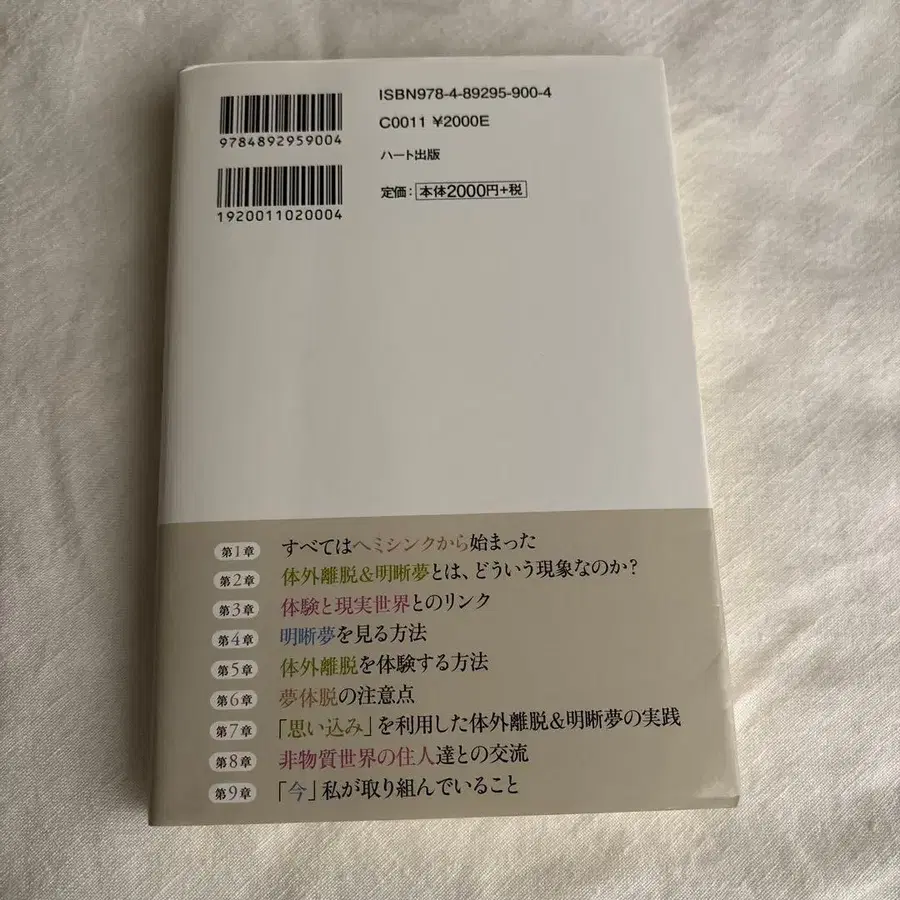 ISBN978-4-89295-900-4
9784892959004
C0011 ¥2000E
ハート出版
定価：本体2000円+税
1920011020004
第1章 すべてはヘミシンクから始まった
第2章 体外離脱&明晰夢とは、どういう現象なのか?
第3章 体験と現実世界とのリンク
第4章 明晰夢を見る方法
第5章 体外離脱を体験する方法
第6章 夢体脱の注意点
第7章 「思い込み」を利用した体外離脱&明晰夢の実践
第8章 非物質世界の住人達との交流
第9章 「今」私が取り組んでいること